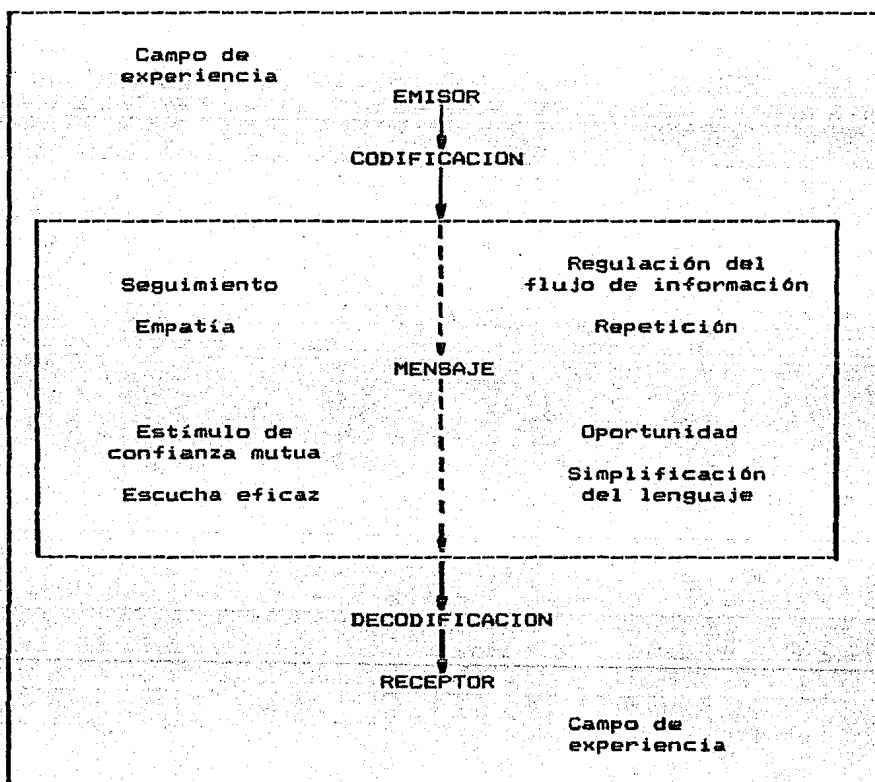 Campo de
experiencia
EMISOR
CODIFICACION
Seguimiento
Regulación del
flujo de información
Empatía
Repetición
MENSAJE
Estímulo de
confianza mutua
Oportunidad
Escucha eficaz
Simplificación
del lenguaje
DECODIFICACION
RECEPTOR
Campo de
experiencia